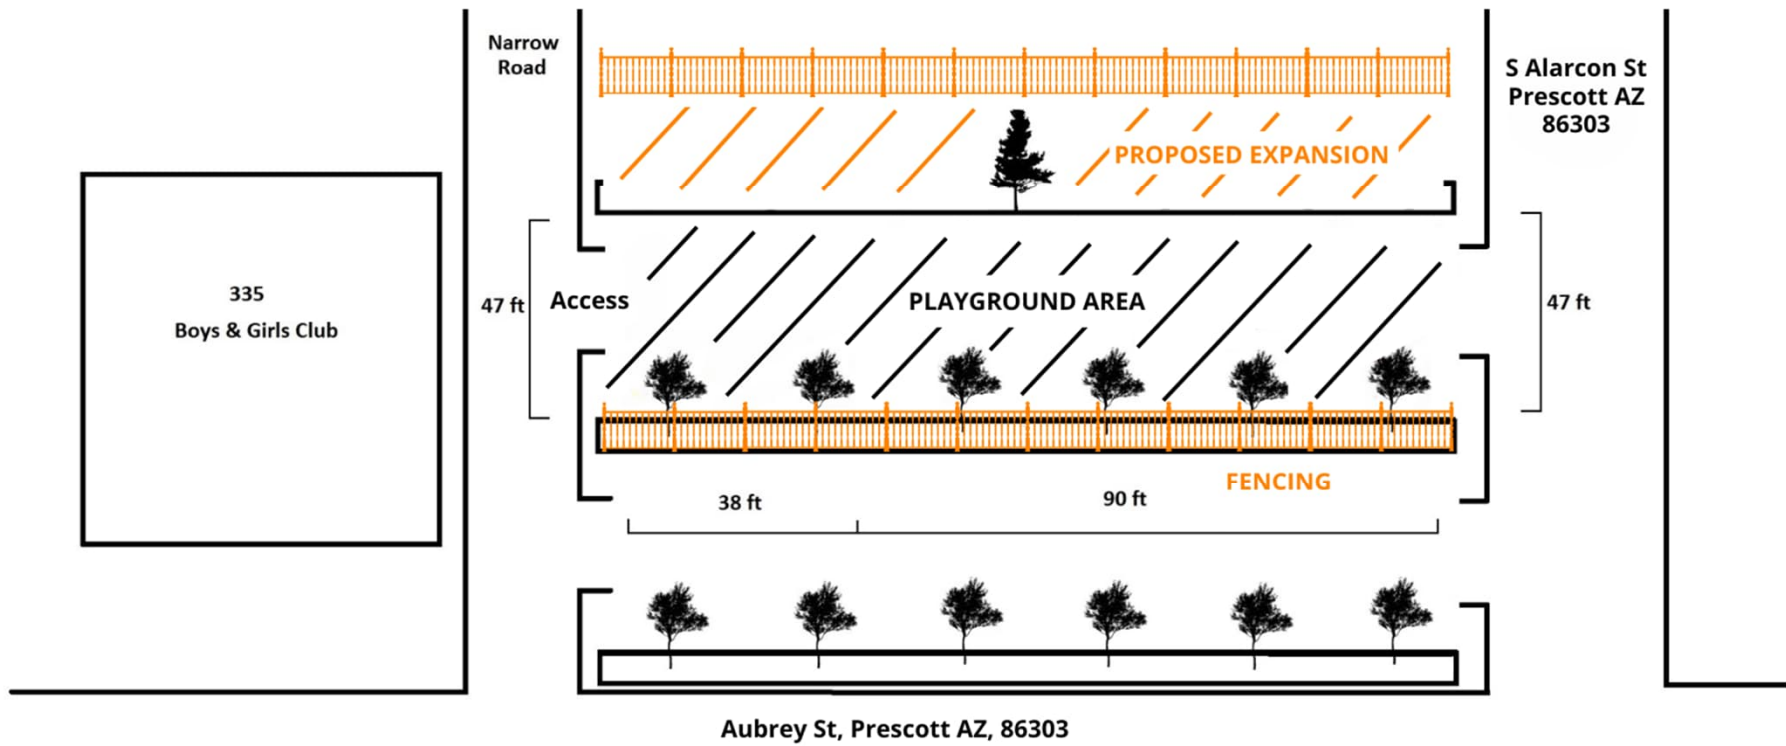 Narrow
Road
S Alarcon St
Prescott AZ
86303
PROPOSED EXPANSION
335
Boys & Girls Club
47 ft
Access
PLAYGROUND AREA
47 ft
FENCING
38 ft
90 ft
Aubrey St, Prescott AZ, 86303